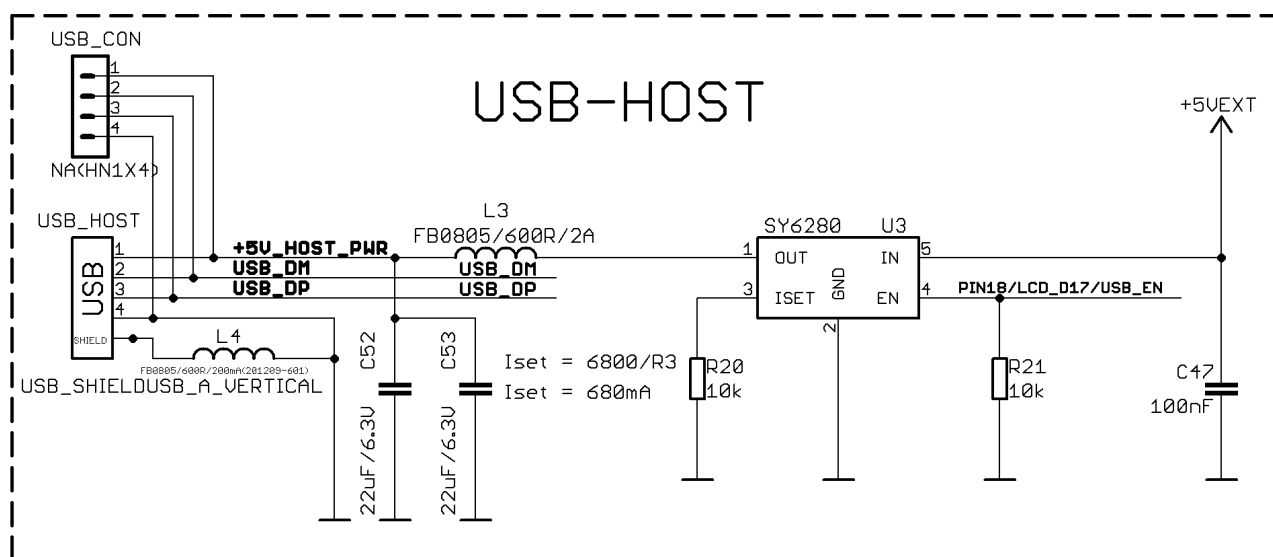 USB_CON
1
2
3
4
NA(HN1X4)
USB-HOST
+5VEXT
USB_HOST
USB
SHIELD
1
2
3
4
USB_SHIELDUSB_A_VERTICAL
+5V_HOST_PWR
USB_DM
USB_DP
L3
FB0805/600R/2A
USB_DM
USB_DP
L4
FB0805/600R/200mA(201209-601)
C52
22uF/6.3V
C53
22uF/6.3V
Iset = 6800/R3
Iset = 680mA
SY6280
U3
1
OUT
IN
5
3
ISET
GND
EN
4
2
PIN18/LCD_D17/USB_EN
R20
10k
R21
10k
C47
100nF